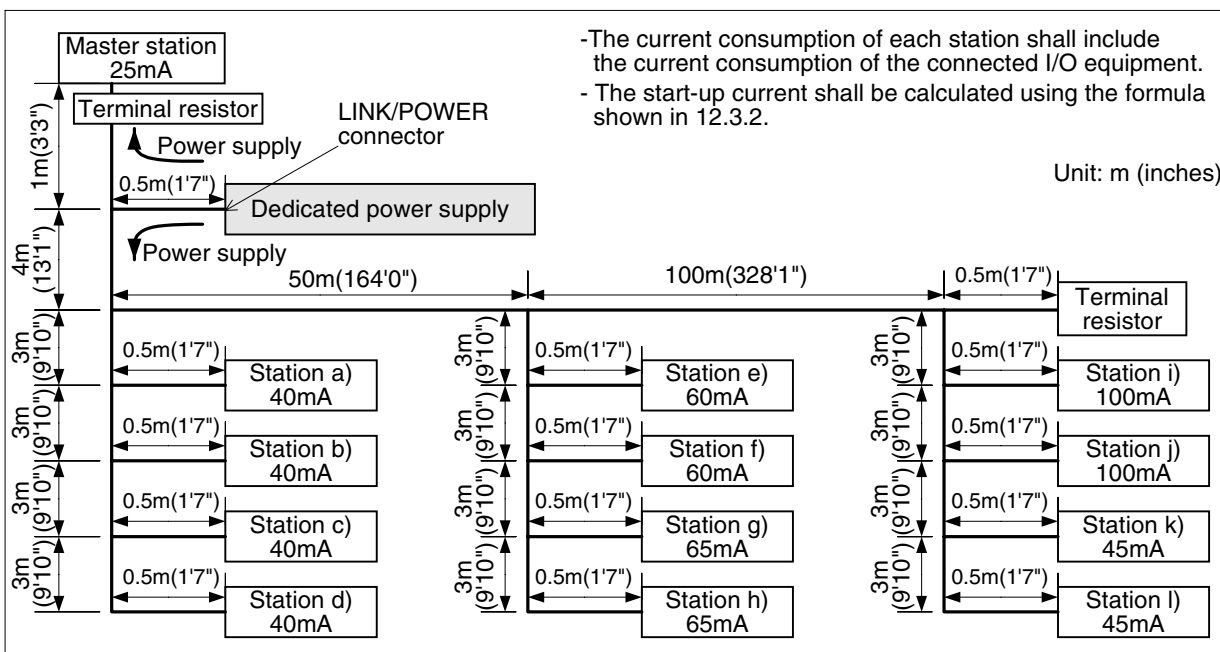 Master station
25mA
-The current consumption of each station shall include
the current consumption of the connected I/O equipment.
- The start-up current shall be calculated using the formula
shown in 12.3.2.
Unit: m (inches)
Terminal resistor
LINK/POWER
connector
Power supply
1m(3'3")
0.5m(1'7")
Dedicated power supply
Power supply
4m
(13'1")
50m(164'0")
100m(328'1")
0.5m(1'7")
Terminal
resistor
3m
(9'10")
0.5m(1'7")
Station a)
40mA
3m
(9'10")
0.5m(1'7")
Station b)
40mA
3m
(9'10")
0.5m(1'7")
Station c)
40mA
3m
(9'10")
0.5m(1'7")
Station d)
40mA
3m
(9'10")
0.5m(1'7")
Station e)
60mA
3m
(9'10")
0.5m(1'7")
Station f)
60mA
3m
(9'10")
0.5m(1'7")
Station g)
65mA
3m
(9'10")
0.5m(1'7")
Station h)
65mA
3m
(9'10")
0.5m(1'7")
Station i)
100mA
3m
(9'10")
0.5m(1'7")
Station j)
100mA
3m
(9'10")
0.5m(1'7")
Station k)
45mA
3m
(9'10")
0.5m(1'7")
Station l)
45mA